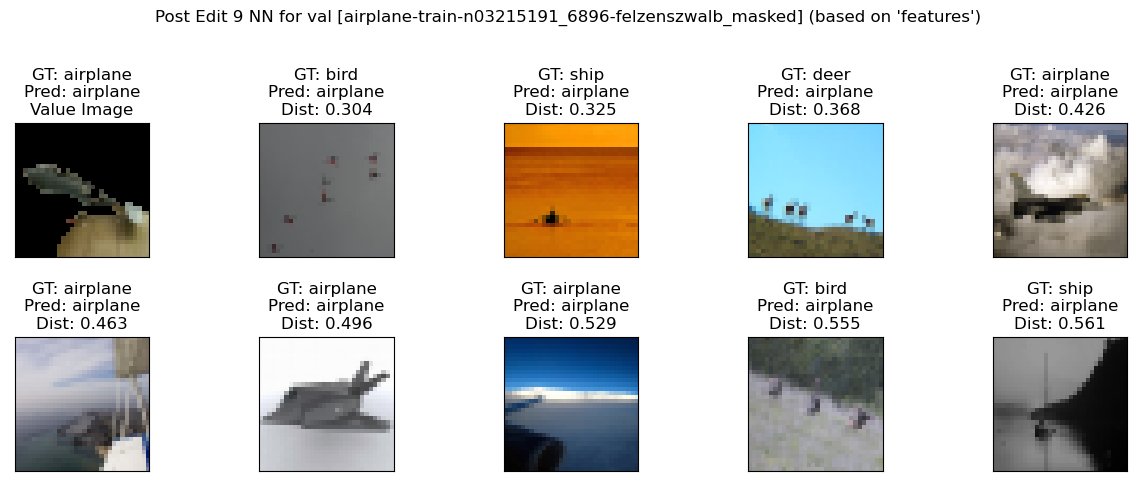 Post Edit 9 NN for val [airplane-train-n03215191_6896-felzenszwalb_masked] (based on 'features')
GT: airplane
Pred: airplane
Value Image
GT: bird
Pred: airplane
Dist: 0.304
GT: ship
Pred: airplane
Dist: 0.325
GT: deer
Pred: airplane
Dist: 0.368
GT: airplane
Pred: airplane
Dist: 0.426
GT: airplane
Pred: airplane
Dist: 0.463
GT: airplane
Pred: airplane
Dist: 0.496
GT: airplane
Pred: airplane
Dist: 0.529
GT: bird
Pred: airplane
Dist: 0.555
GT: ship
Pred: airplane
Dist: 0.561